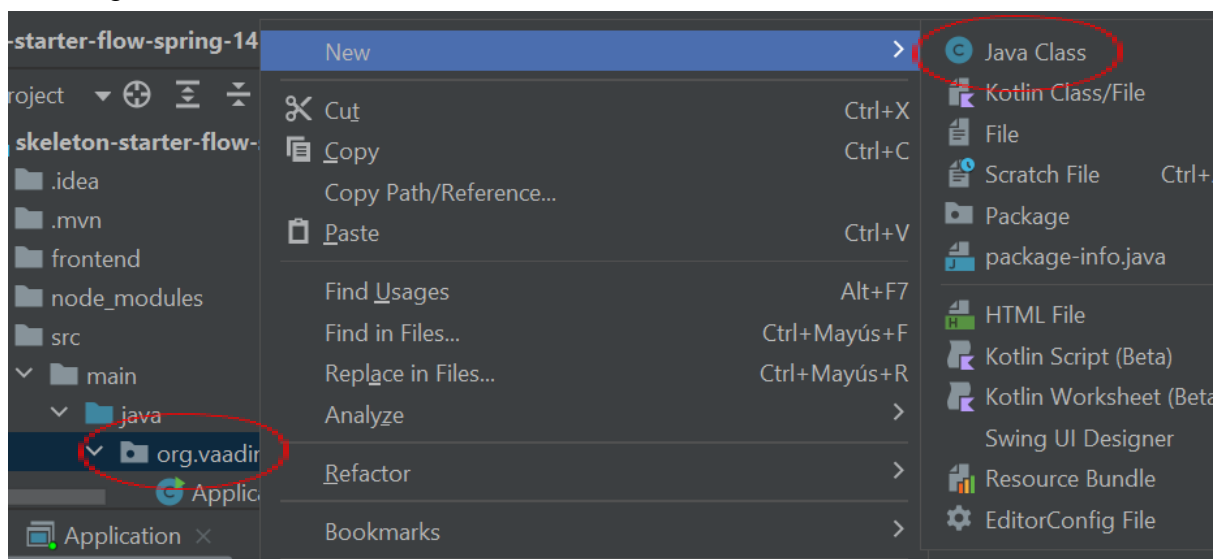 -starter-flow-spring-14
roject
skeleton-starter-flow-
.idea
.mvn
frontend
node_modules
src
main
java
org.vaadin
Applica
Application
New
Cut Ctrl+X
Copy Ctrl+C
Copy Path/Reference...
Paste Ctrl+V
Find Usages Alt+F7
Find in Files... Ctrl+Mayús+F
Replace in Files... Ctrl+Mayús+R
Analyze
Refactor
Bookmarks
Java Class
Kotlin Class/File
File
Scratch File Ctrl+
Package
package-info.java
HTML File
Kotlin Script (Beta)
Kotlin Worksheet (Beta
Swing UI Designer
Resource Bundle
EditorConfig File